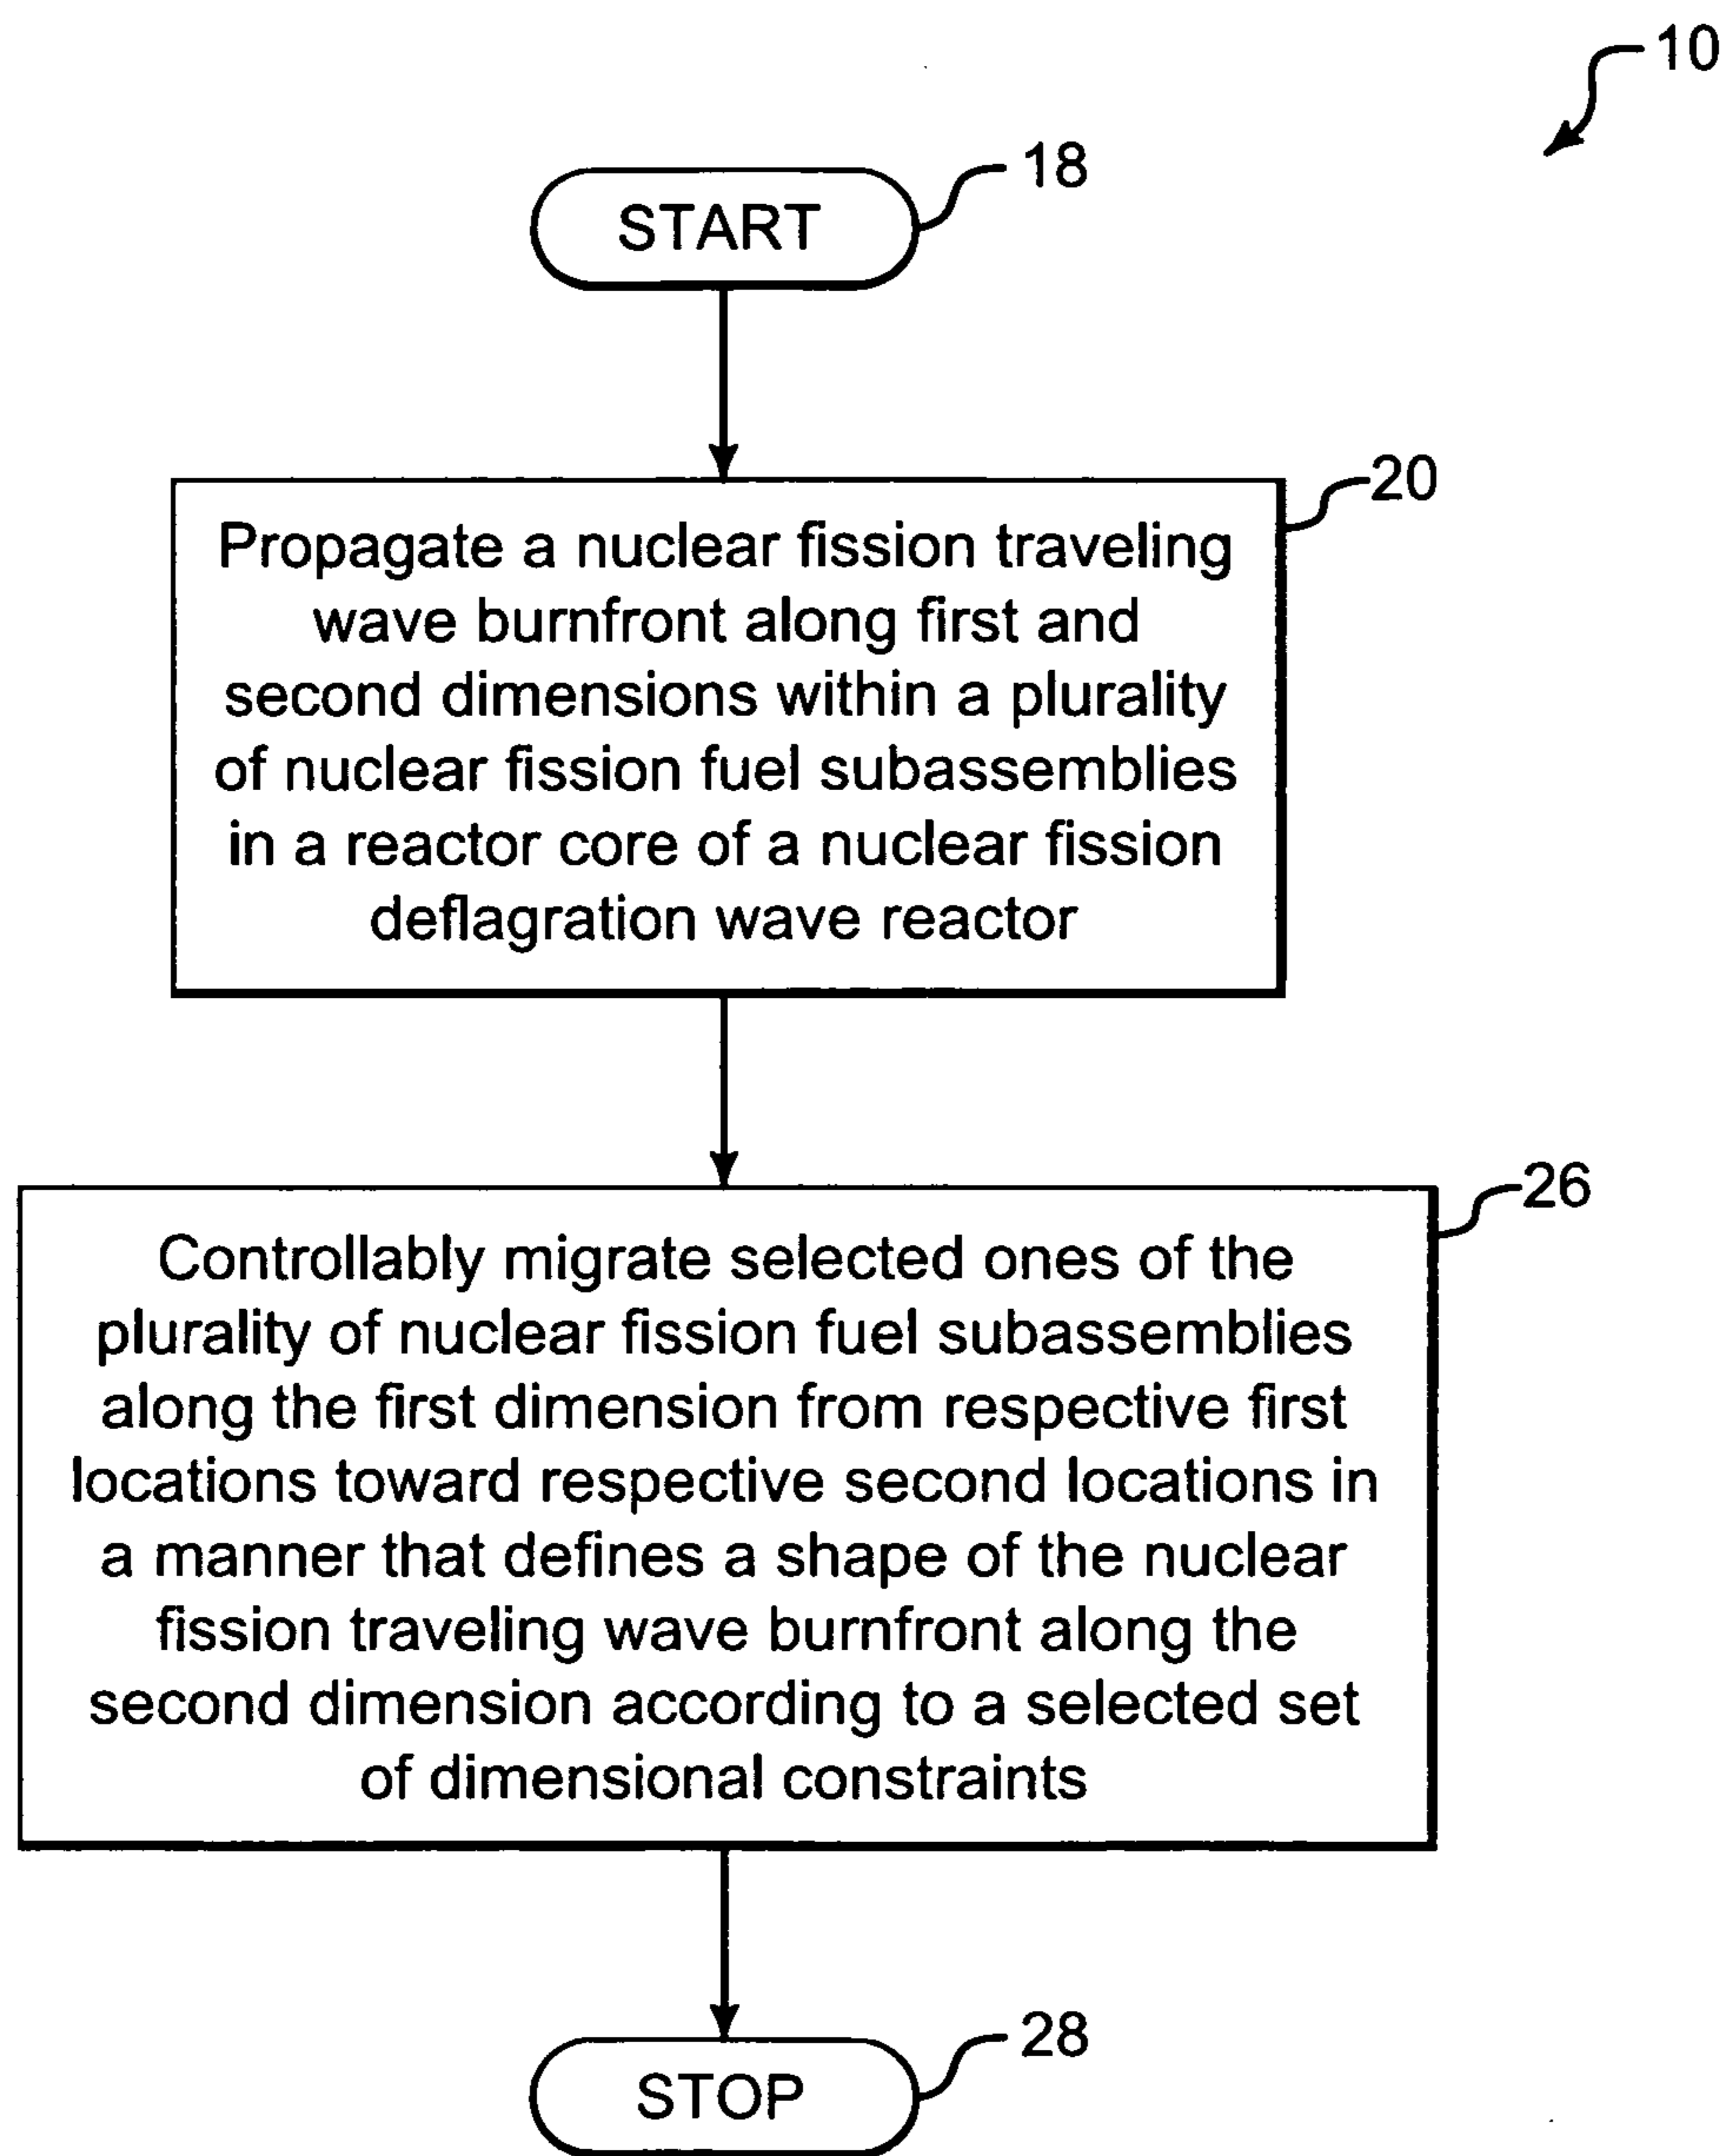 10
18
START
20
Propagate a nuclear fission traveling
wave burnfront along first and
second dimensions within a plurality
of nuclear fission fuel subassemblies
in a reactor core of a nuclear fission
deflagration wave reactor
26
Controllably migrate selected ones of the
plurality of nuclear fission fuel subassemblies
along the first dimension from respective first
locations toward respective second locations in
a manner that defines a shape of the nuclear
fission traveling wave burnfront along the
second dimension according to a selected set
of dimensional constraints
28
STOP